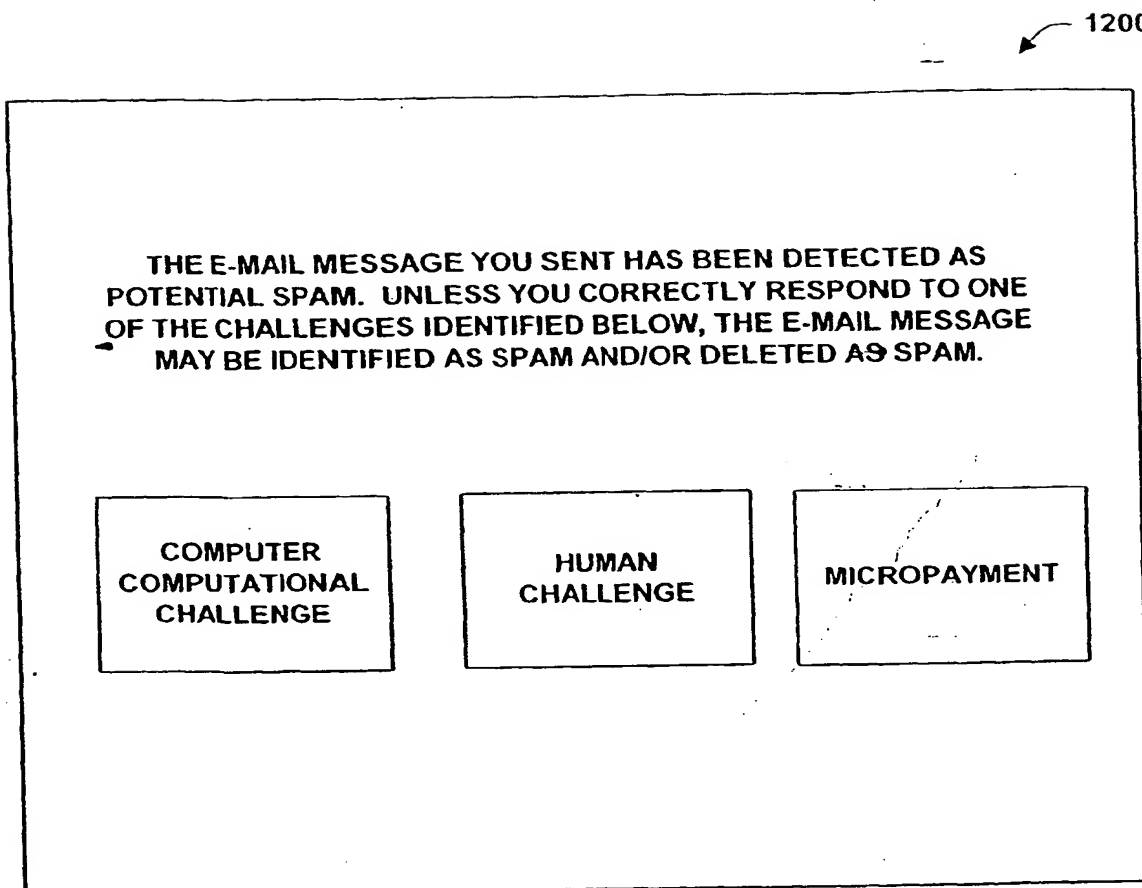 1200
THE E-MAIL MESSAGE YOU SENT HAS BEEN DETECTED AS
POTENTIAL SPAM. UNLESS YOU CORRECTLY RESPOND TO ONE
OF THE CHALLENGES IDENTIFIED BELOW, THE E-MAIL MESSAGE
MAY BE IDENTIFIED AS SPAM AND/OR DELETED AS SPAM.
COMPUTER
COMPUTATIONAL
CHALLENGE
HUMAN
CHALLENGE
MICROPAYMENT